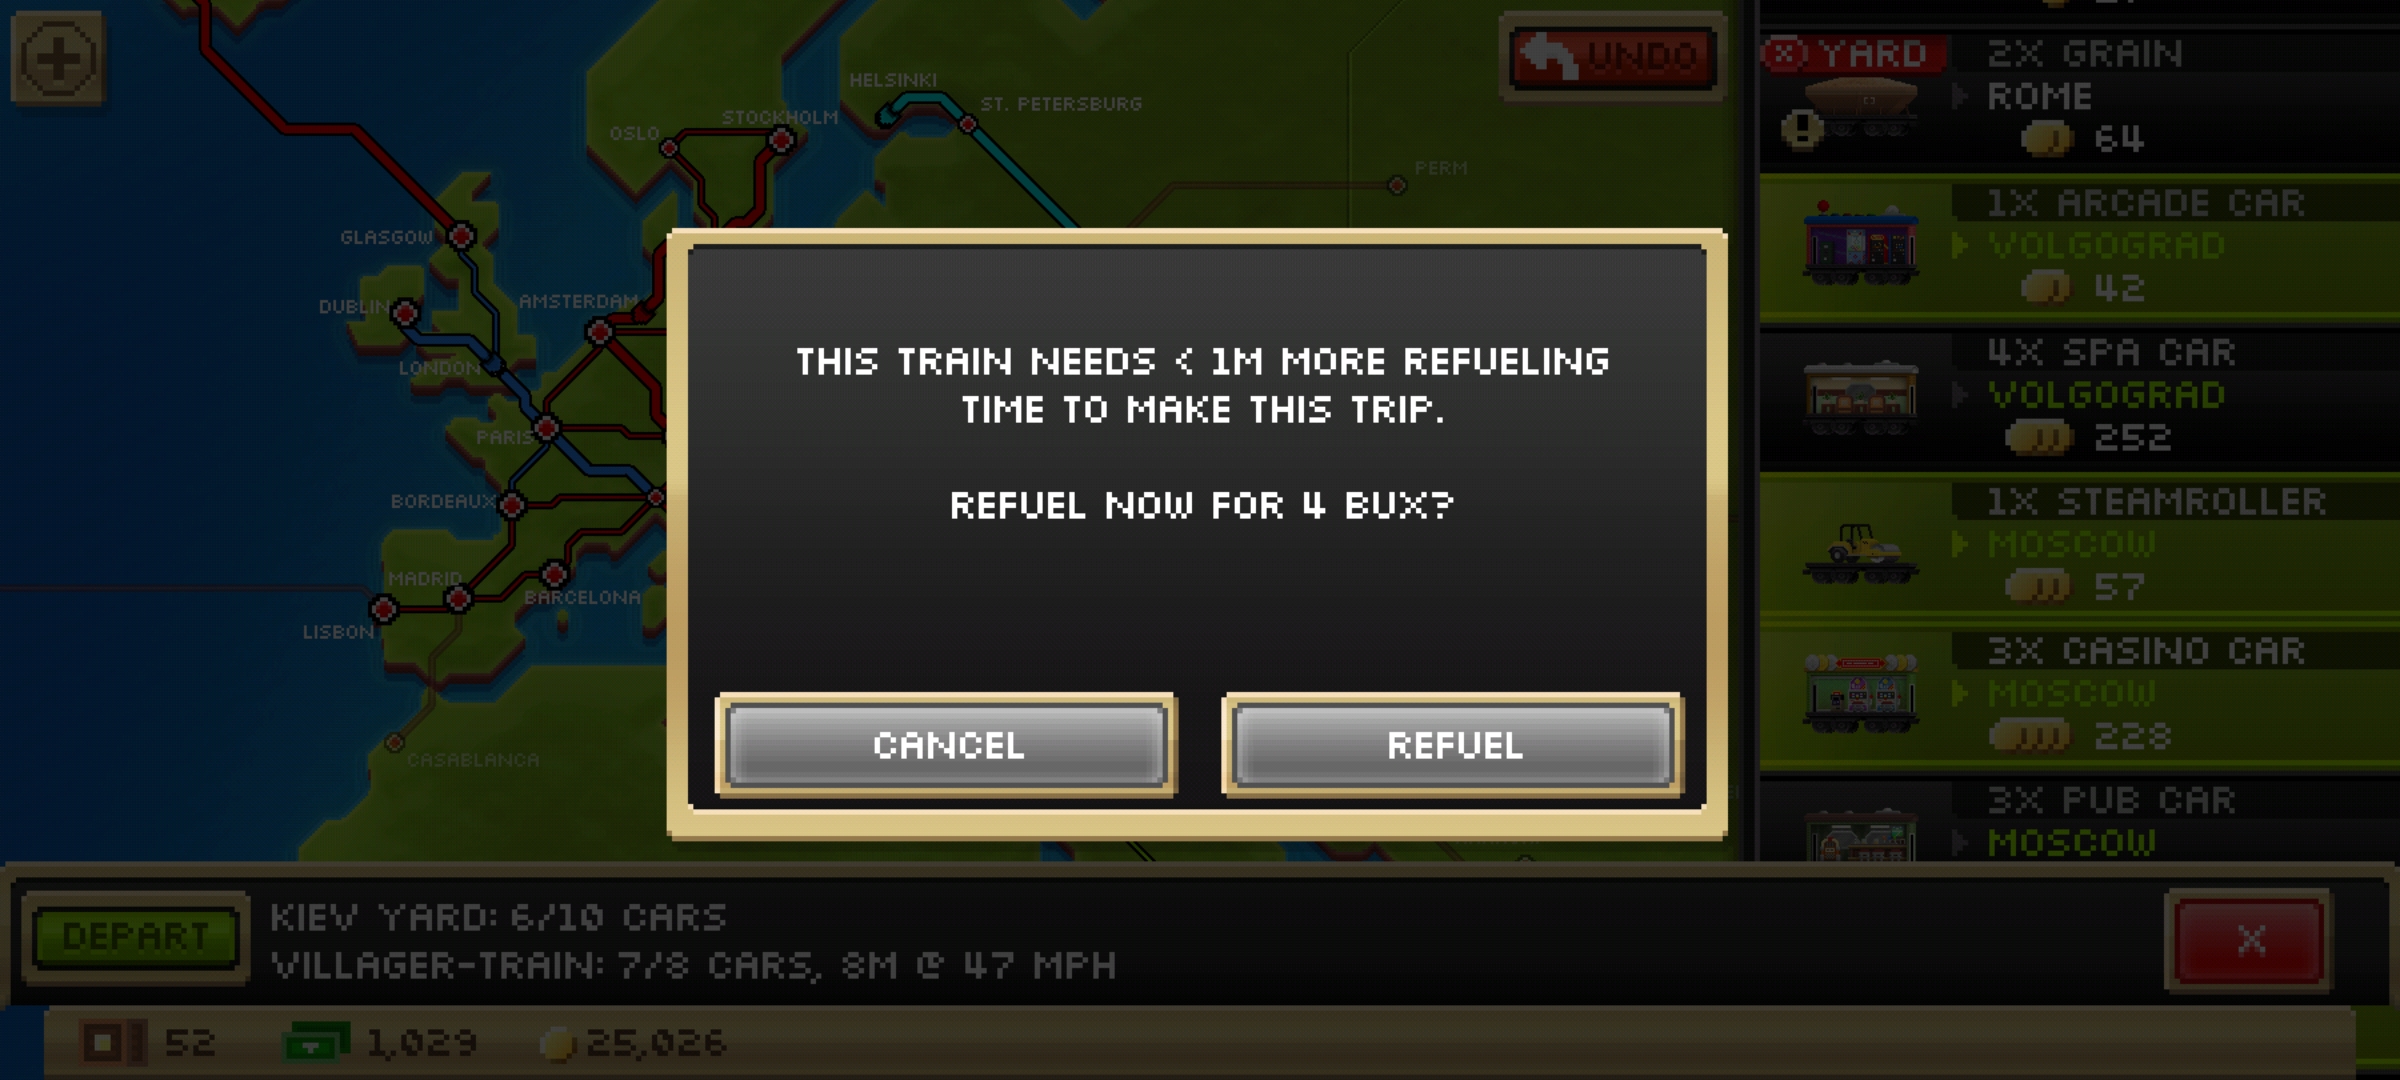 UNDO
HELSINKI
ST. PETERSBURG
STOCKHOLM
OSLO
PERM
GLASGOW
DUBLIN
AMSTERDAM
LONDON
PARIS
BORDEAUX
MADRID
BARCELONA
LISBON
CASABLANCA
THIS TRAIN NEEDS < 1M MORE REFUELING
TIME TO MAKE THIS TRIP.
REFUEL NOW FOR 4 BUX?
CANCEL
REFUEL
YARD
2X GRAIN
ROME
64
1X ARCADE CAR
VOLGOGRAD
42
4X SPA CAR
VOLGOGRAD
252
1X STEAMROLLER
MOSCOW
57
3X CASINO CAR
MOSCOW
228
3X PUB CAR
MOSCOW
DEPART
KIEV YARD: 6/10 CARS
VILLAGER-TRAIN: 7/8 CARS, 8M @ 47 MPH
X
52
1,029
25,026